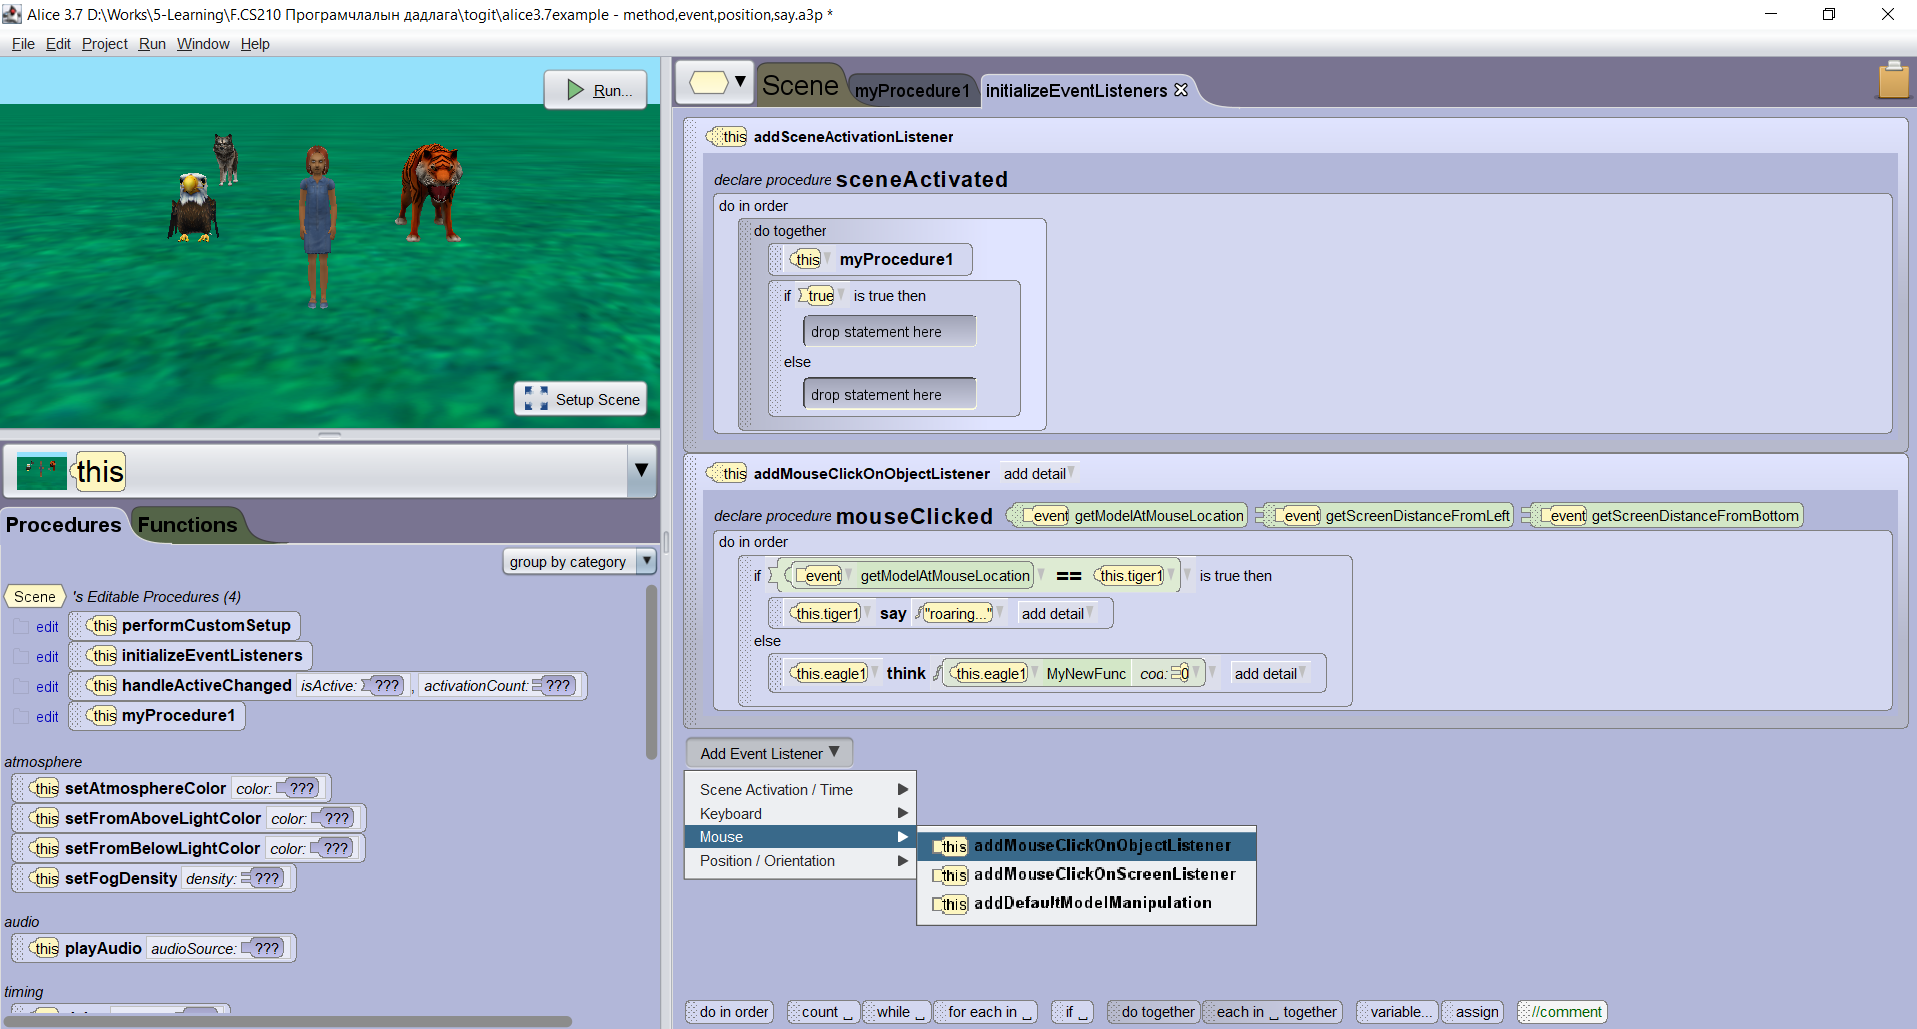 Alice 3.7 D:\Works\5-Learning\F.CS210 Програмчлалын дадлага\togit\alice3.7example - method,event,position,say.a3p *
File Edit Project Run Window Help
Run...
Setup Scene
this
Procedures Functions
group by category
Scene 's Editable Procedures (4)
edit this performCustomSetup
edit this initializeEventListeners
edit this handleActiveChanged isActive: ??? , activationCount: ???
edit this myProcedure1
atmosphere
this setAtmosphereColor color: ???
this setFromAboveLightColor color: ???
this setFromBelowLightColor color: ???
this setFogDensity density: ???
audio
this playAudio audioSource: ???
timing
Scene myProcedure1 initializeEventListeners
this addSceneActivationListener
declare procedure sceneActivated
do in order
do together
this myProcedure1
if true is true then
drop statement here
else
drop statement here
this addMouseClickOnObjectListener add detail
declare procedure mouseClicked event getModelAtMouseLocation event getScreenDistanceFromLeft event getScreenDistanceFromBottom
do in order
if event getModelAtMouseLocation == this.tiger1 is true then
this.tiger1 say "roaring..." add detail
else
this.eagle1 think this.eagle1 MyNewFunc coa: 0 add detail
Add Event Listener
Scene Activation / Time
Keyboard
Mouse
Position / Orientation
this addMouseClickOnObjectListener
this addMouseClickOnScreenListener
this addDefaultModelManipulation
do in order count _ while _ for each in _ if _ do together each in _ together variable... assign //comment